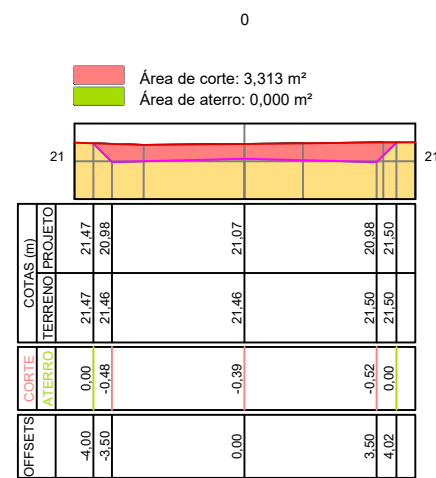 0
Área de corte: 3,313 m²
Área de aterro: 0,000 m²
21 21
COTAS (m)
PROJETO 21,47 20,98 21,07 20,98 21,50
TERRENO 21,47 21,46 21,46 21,50 21,50
CORTE ATERRO 0,00 -0,48 -0,39 -0,52 0,00
OFFSETS -4,00 -3,50 0,00 3,50 4,02